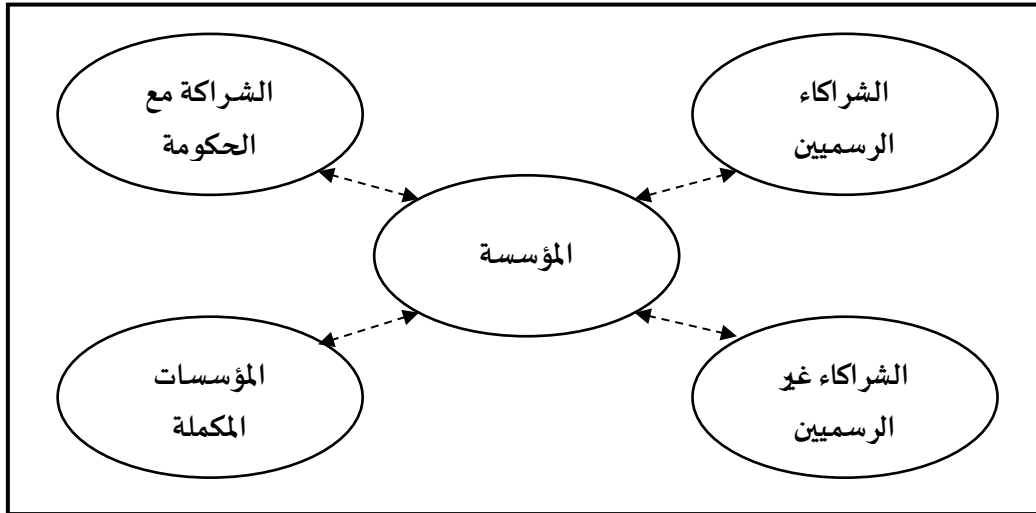 الشراكاء
الرسميين
الشراكة مع
الحكومة
المؤسسة
الشراكاء غير
الرسميين
المؤسسات
المكملة